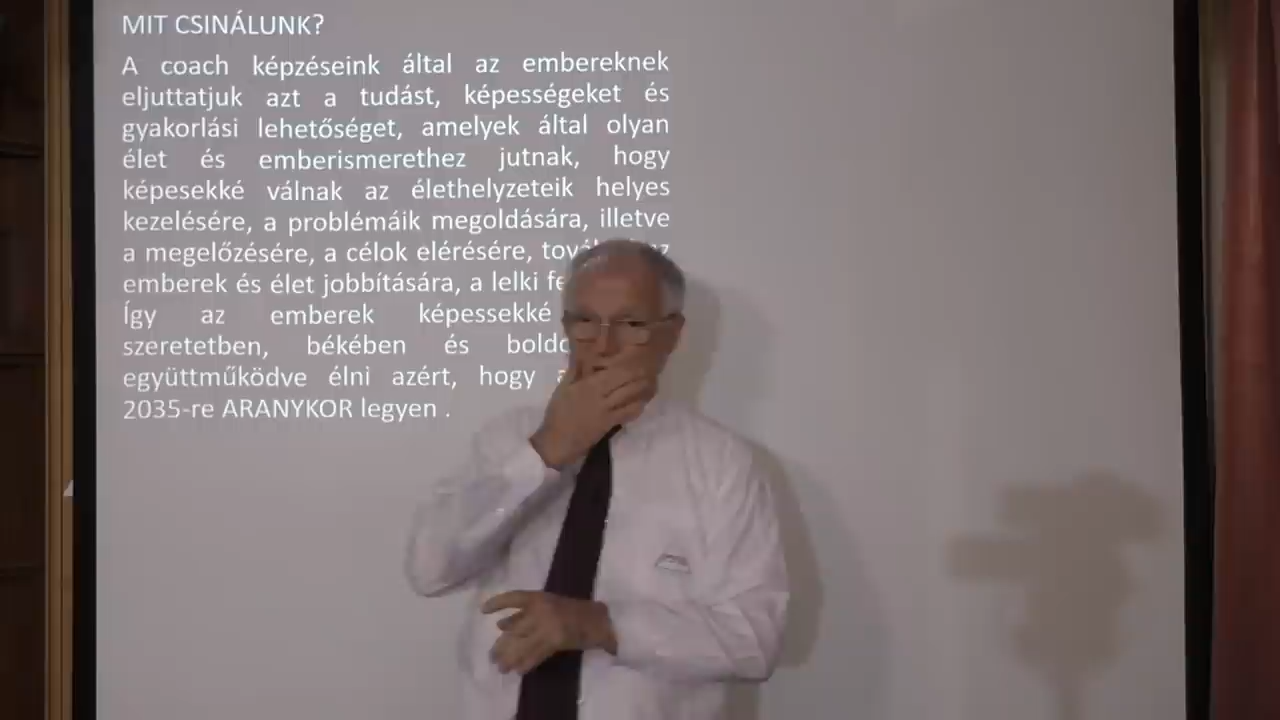 MIT CSINÁLUNK?
A coach képzéseink által az embereknek
eljuttatjuk azt a tudást, képességeket és
gyakorlási lehetőséget, amelyek által olyan
élet és emberismerethez jutnak, hogy
képesekké válnak az élethelyzeteik helyes
kezelésére, a problémáik megoldására, illetve
a megelőzésére, a célok elérésére,
emberek és élet jobbítására, a lelki
Így az emberek képessekké
szeretetben, békében és
együttműködve élni azért, hogy
2035-re ARANYKOR legyen .